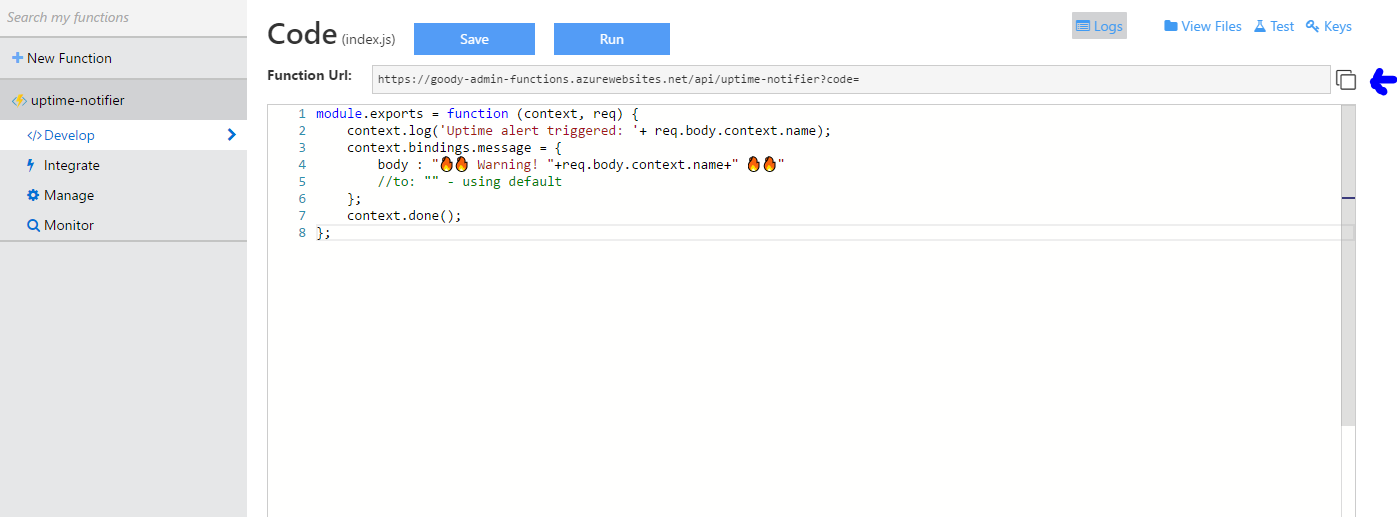 Search my functions
New Function
uptime-notifier
</>Develop
Integrate
Manage
Monitor
Code (index.js) Save Run
Logs View Files Test Keys
Function Url: https://goody-admin-functions.azurewebsites.net/api/uptime-notifier?code=
1 module.exports = function (context, req) {
2     context.log('Uptime alert triggered: '+ req.body.context.name);
3     context.bindings.message = {
4         body : "🔥🔥 Warning! "+req.body.context.name+" 🔥🔥"
5         //to: "" - using default
6     };
7     context.done();
8 };